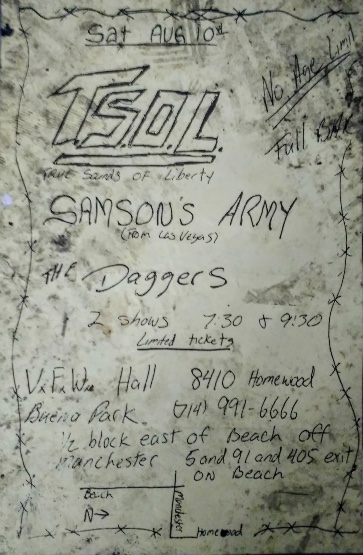 Sat AUG 10th
No Age Limit
Full Bar
T.S.O.L.
True Sands of Liberty
SAMSON'S ARMY
(From Las Vegas)
THE Daggers
2 shows 7:30 & 9:30
Limited tickets
V.F.W. Hall 8410 Homewood
Buena Park (714) 991-6666
1/2 block east of Beach off
Manchester 5 and 91 and 405 exit
ON Beach
Beach
Manchester
N→
Homewood